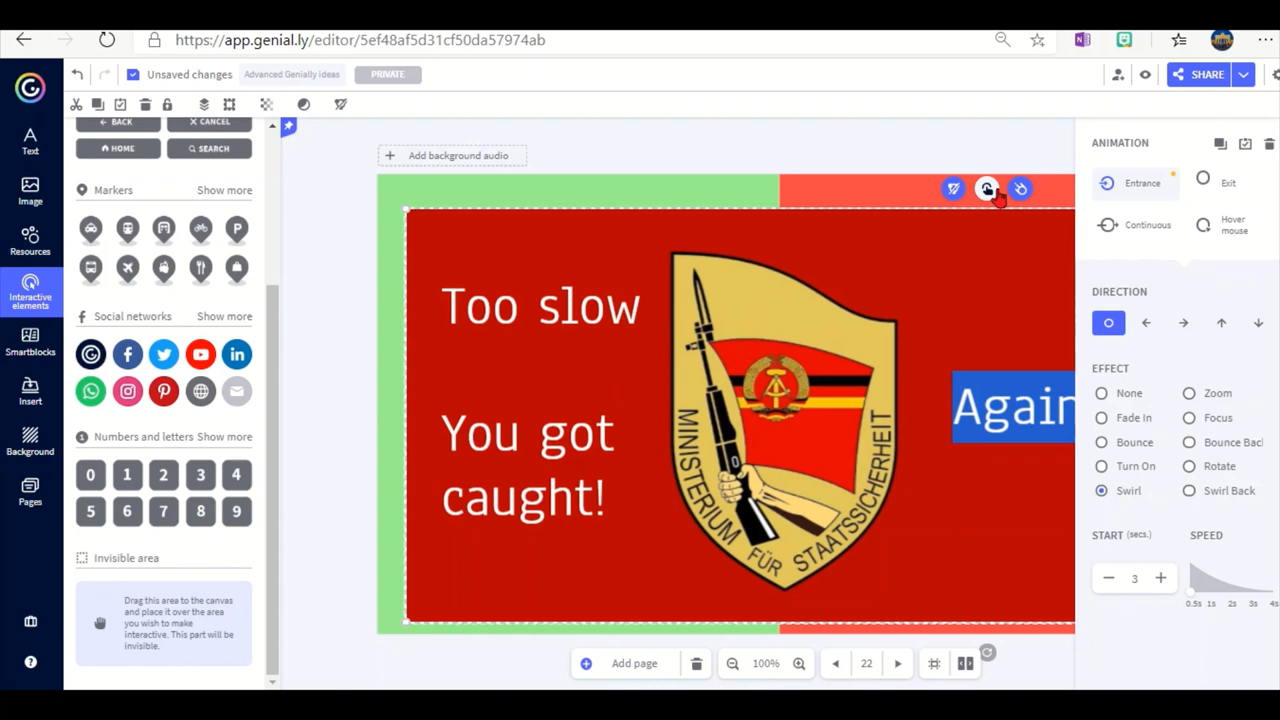 https://app.genial.ly/editor/5ef48af5d31cf50da57974ab
Unsaved changes
Advanced Genially ideas
PRIVATE
SHARE
Text
Image
Resources
Interactive
elements
Smartblocks
Insert
Background
Pages
BACK
CANCEL
HOME
SEARCH
Markers
Show more
P
Social networks
Show more
Numbers and letters
Show more
0 1 2 3 4
5 6 7 8 9
Invisible area
Drag this area to the canvas
and place it over the area
you wish to make
interactive. This part will be
invisible.
Add background audio
Too slow
You got
caught!
MINISTERIUM FÜR STAATSSICHERHEIT
Again
Add page
100%
22
ANIMATION
Entrance
Exit
Continuous
Hover
mouse
DIRECTION
EFFECT
None
Zoom
Fade In
Focus
Bounce
Bounce Bac
Turn On
Rotate
Swirl
Swirl Back
START (secs.)
SPEED
3
0.5s 1s 2s 3s 4s